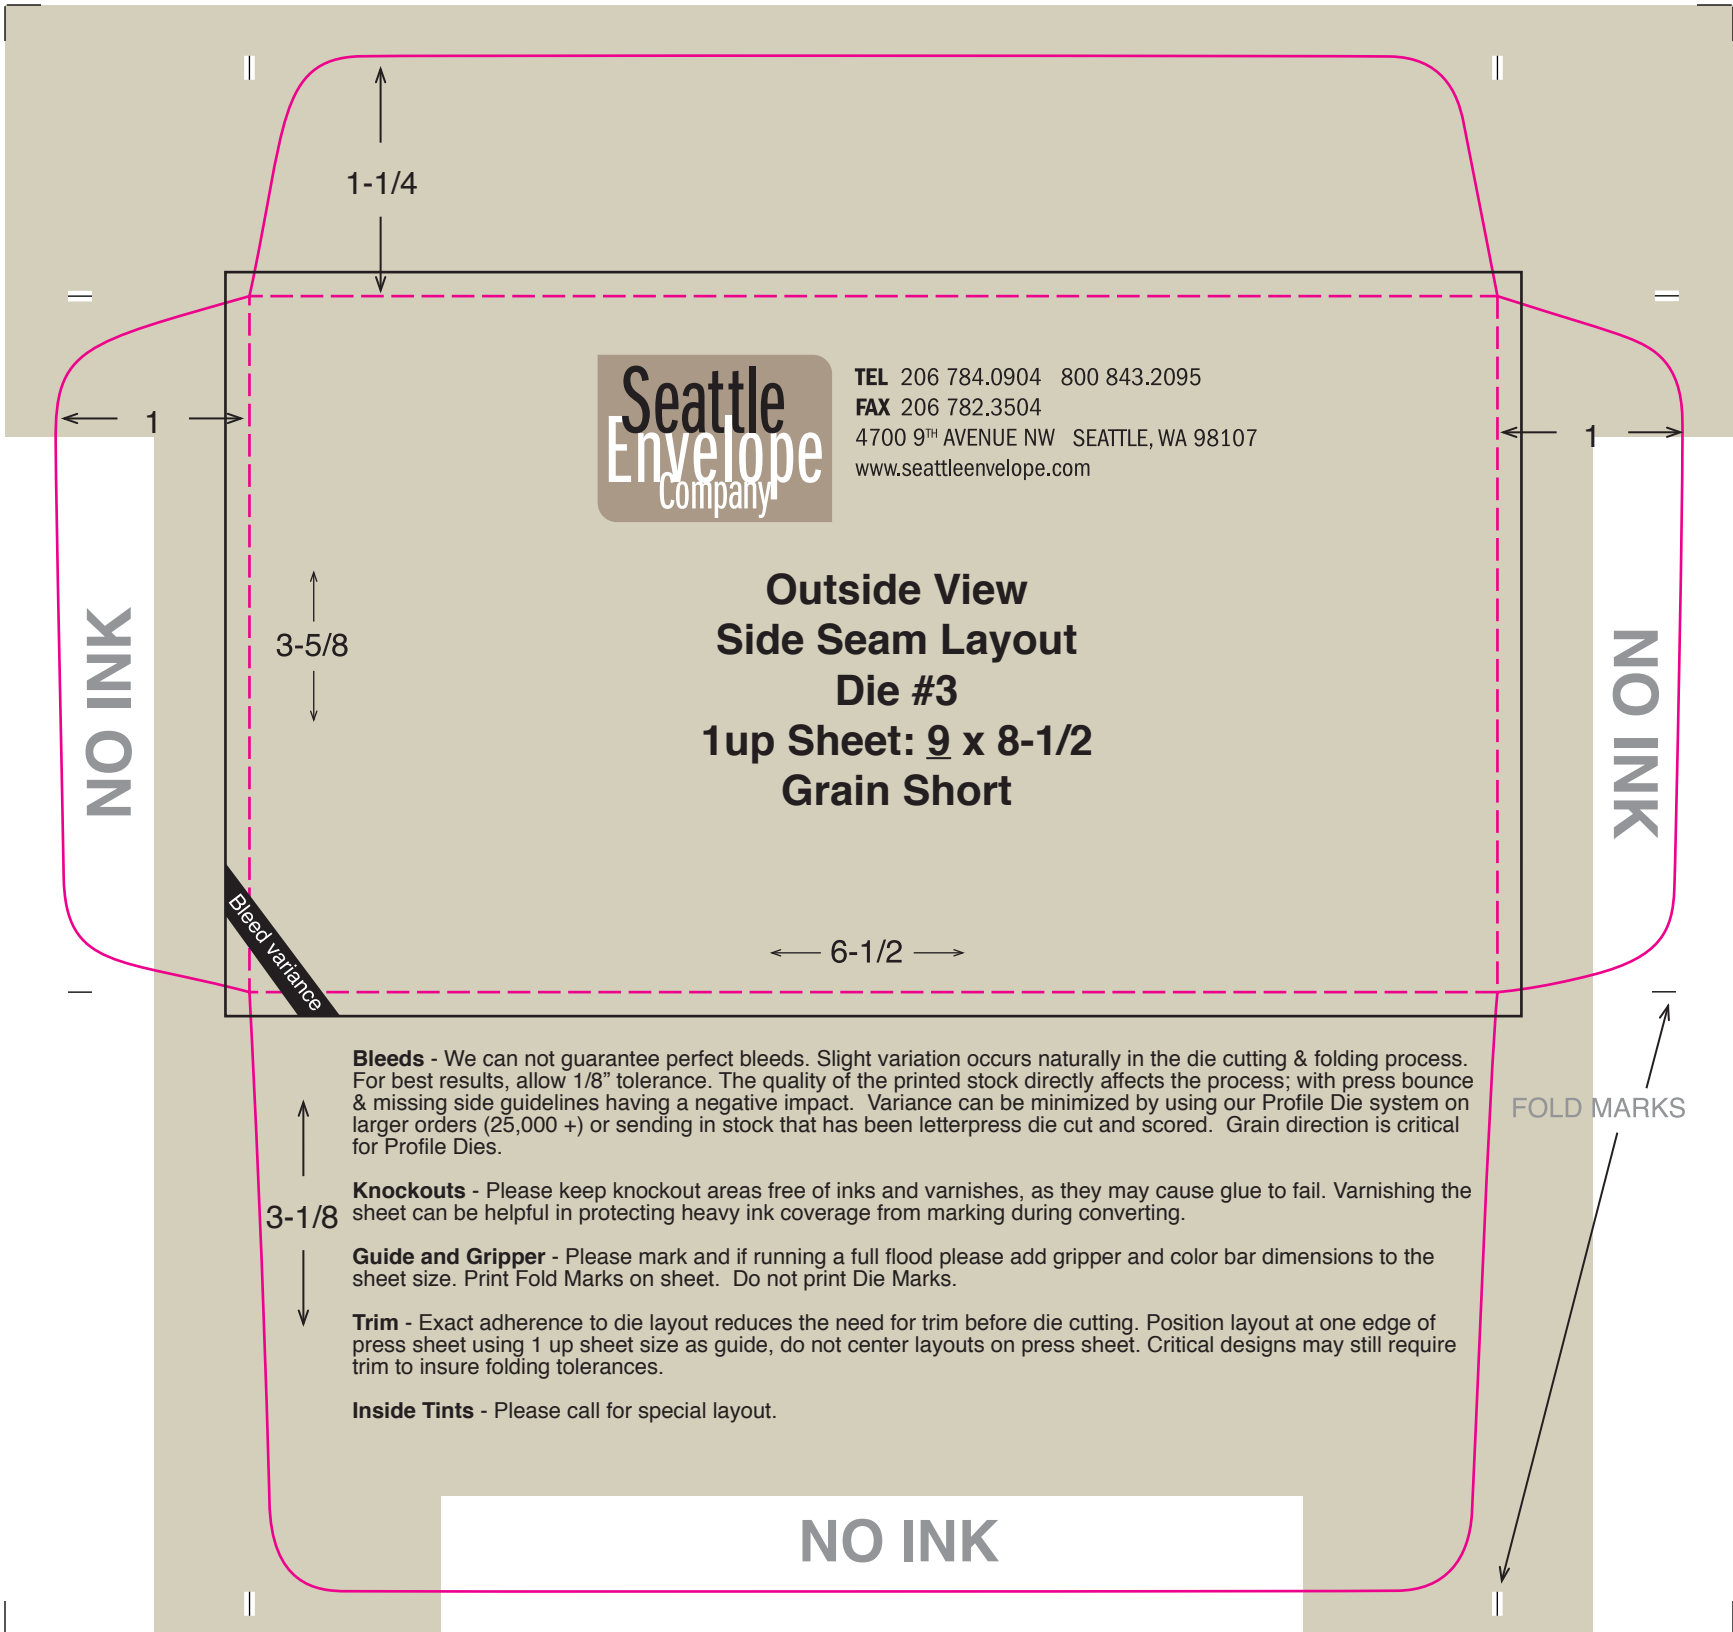 1-1/4
Seattle
Envelope
Company
TEL 206 784.0904 800 843.2095
FAX 206 782.3504
4700 9TH AVENUE NW SEATTLE, WA 98107
www.seattleenvelope.com
1
1
NO INK
3-5/8
Outside View
Side Seam Layout
Die #3
1up Sheet: 9 x 8-1/2
Grain Short
NO INK
Bleed variance
6-1/2
Bleeds - We can not guarantee perfect bleeds. Slight variation occurs naturally in the die cutting & folding process.
For best results, allow 1/8” tolerance. The quality of the printed stock directly affects the process; with press bounce
& missing side guidelines having a negative impact. Variance can be minimized by using our Profile Die system on
larger orders (25,000 +) or sending in stock that has been letterpress die cut and scored. Grain direction is critical
for Profile Dies.
FOLD MARKS
3-1/8
Knockouts - Please keep knockout areas free of inks and varnishes, as they may cause glue to fail. Varnishing the
sheet can be helpful in protecting heavy ink coverage from marking during converting.
Guide and Gripper - Please mark and if running a full flood please add gripper and color bar dimensions to the
sheet size. Print Fold Marks on sheet. Do not print Die Marks.
Trim - Exact adherence to die layout reduces the need for trim before die cutting. Position layout at one edge of
press sheet using 1 up sheet size as guide, do not center layouts on press sheet. Critical designs may still require
trim to insure folding tolerances.
Inside Tints - Please call for special layout.
NO INK